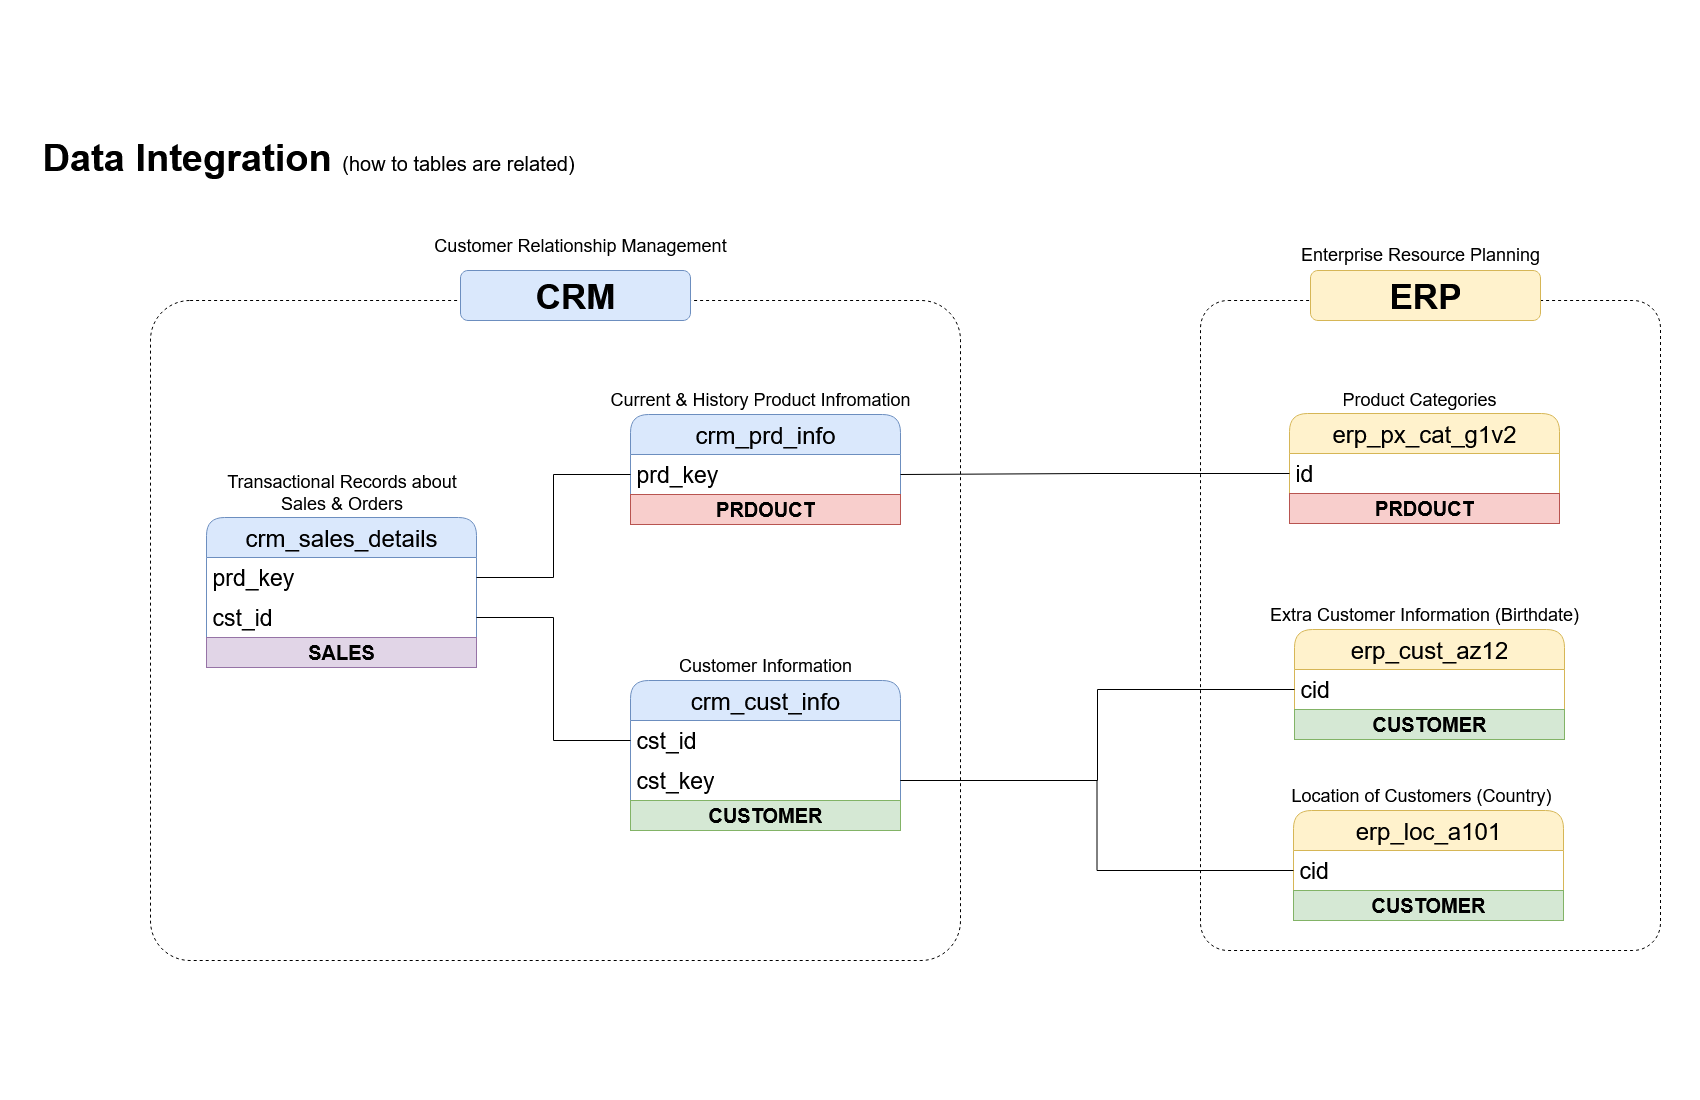 Data Integration (how to tables are related)
Customer Relationship Management
CRM
Transactional Records about
Sales & Orders
crm_sales_details
prd_key
cst_id
SALES
Current & History Product Infromation
crm_prd_info
prd_key
PRDOUCT
Customer Information
crm_cust_info
cst_id
cst_key
CUSTOMER
Enterprise Resource Planning
ERP
Product Categories
erp_px_cat_g1v2
id
PRDOUCT
Extra Customer Information (Birthdate)
erp_cust_az12
cid
CUSTOMER
Location of Customers (Country)
erp_loc_a101
cid
CUSTOMER